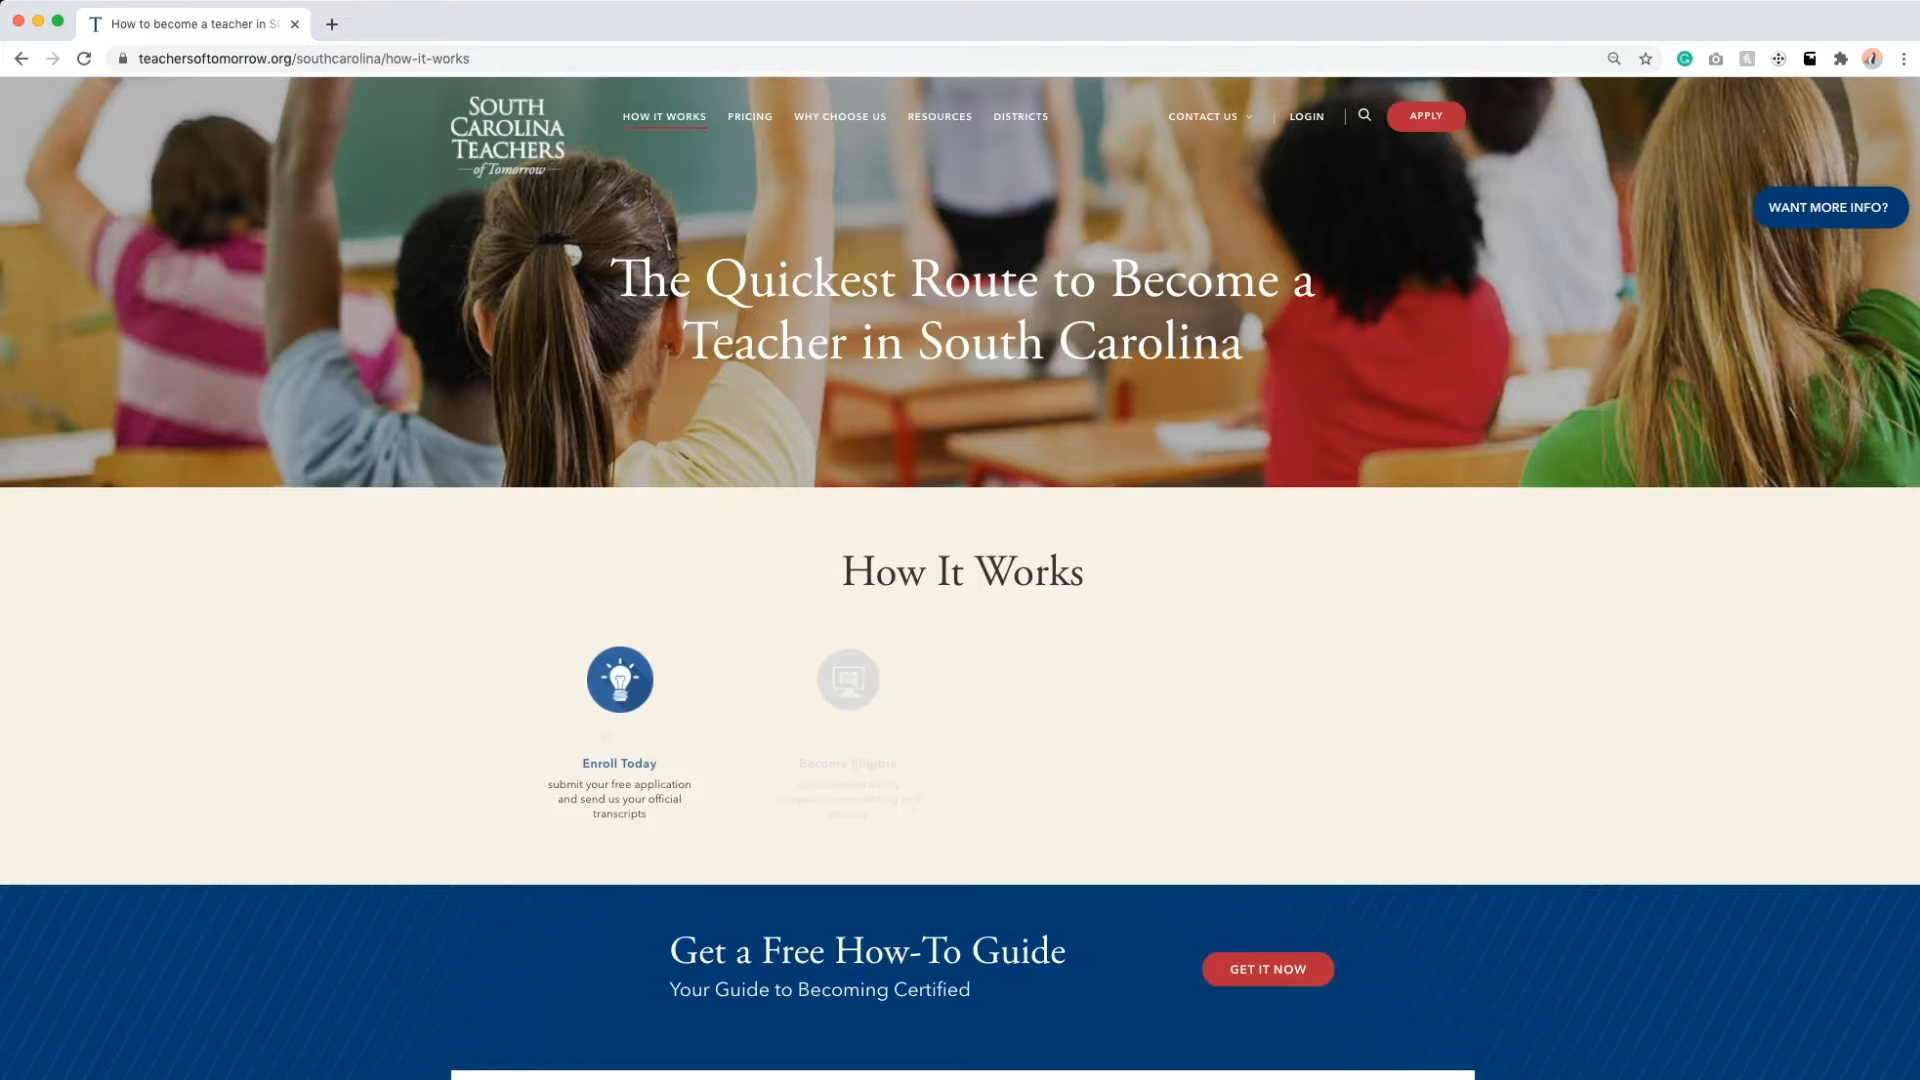 How to become a teacher in S
teachersoftomorrow.org/southcarolina/how-it-works
SOUTH
CAROLINA
TEACHERS
of Tomorrow
HOW IT WORKS
PRICING
WHY CHOOSE US
RESOURCES
DISTRICTS
CONTACT US
LOGIN
APPLY
WANT MORE INFO?
The Quickest Route to Become a
Teacher in South Carolina
How It Works
Enroll Today
submit your free application
and send us your official
transcripts
Become Eligible
Get a Free How-To Guide
Your Guide to Becoming Certified
GET IT NOW